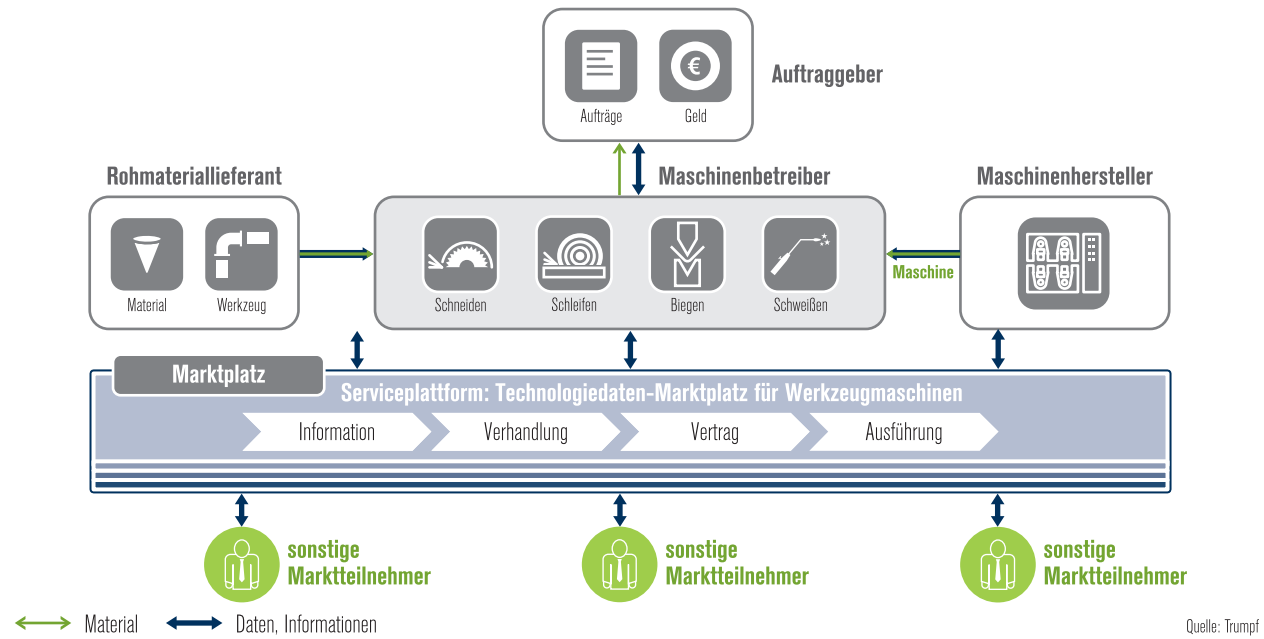 Auftraggeber
Aufträge
Geld
Rohmateriallieferant
Maschinenbetreiber
Maschinenhersteller
Material
Werkzeug
Schneiden
Schleifen
Biegen
Schweißen
Maschine
Marktplatz
Serviceplattform: Technologiedaten-Marktplatz für Werkzeugmaschinen
Information
Verhandlung
Vertrag
Ausführung
sonstige
Marktteilnehmer
sonstige
Marktteilnehmer
sonstige
Marktteilnehmer
Material
Daten, Informationen
Quelle: Trumpf